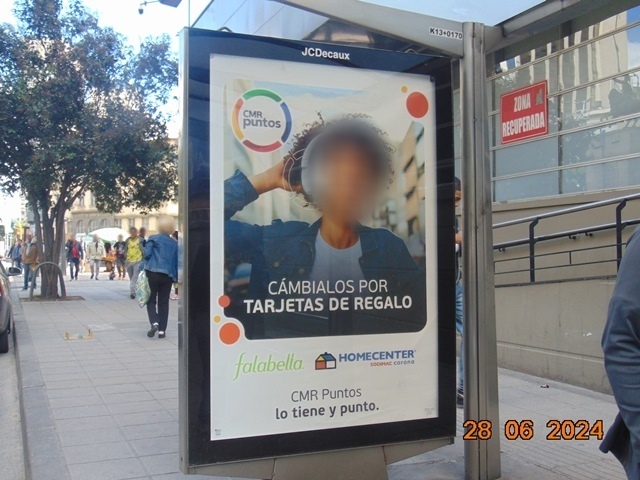 K13+0170
JCDecaux
ZONA
RECUPERADA
CMR
puntos
CÁMBIALOS POR
TARJETAS DE REGALO
falabella.
HOMECENTER
SODIMAC corona
CMR Puntos
lo tiene y punto.
28 06 2024